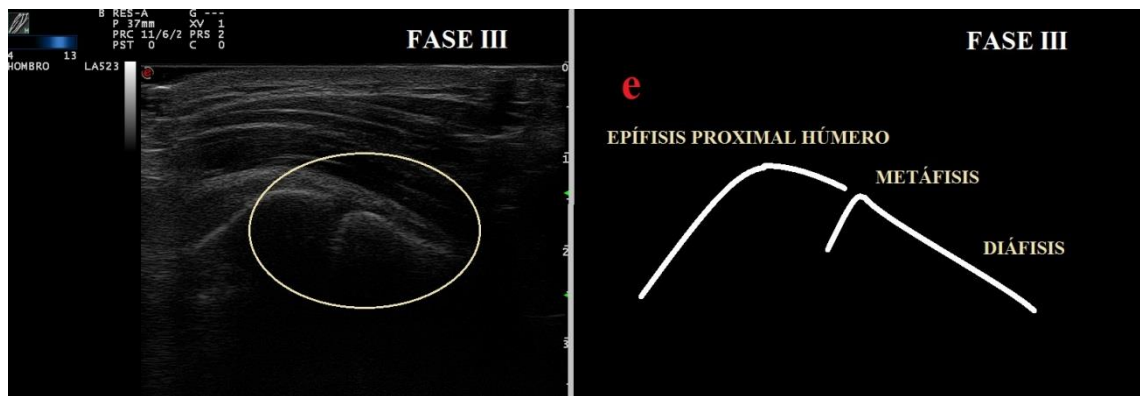 B RES-A G ---
P 37mm XV 1
PRC 11/6/2 PRS 2
PST 0 C 0
4 13
HOMBRO LA523
e
FASE III
0
1
2
3
FASE III
e
EPÍFISIS PROXIMAL HÚMERO
METÁFISIS
DIÁFISIS